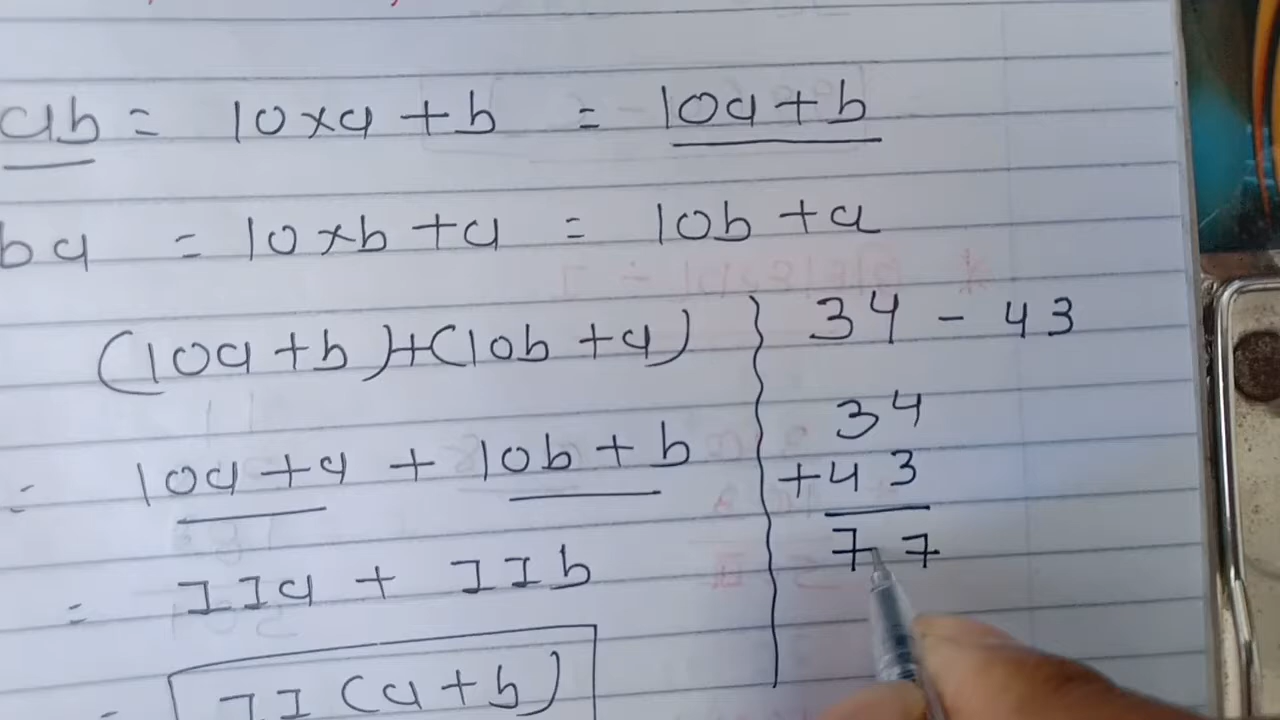 ab = 10×a + b = 10a + b
ba = 10×b + a = 10b + a
(10a + b) + (10b + a)
= 10a + a + 10b + b
= 11a + 11b
= 11(a + b)
34 - 43
34
+43
77